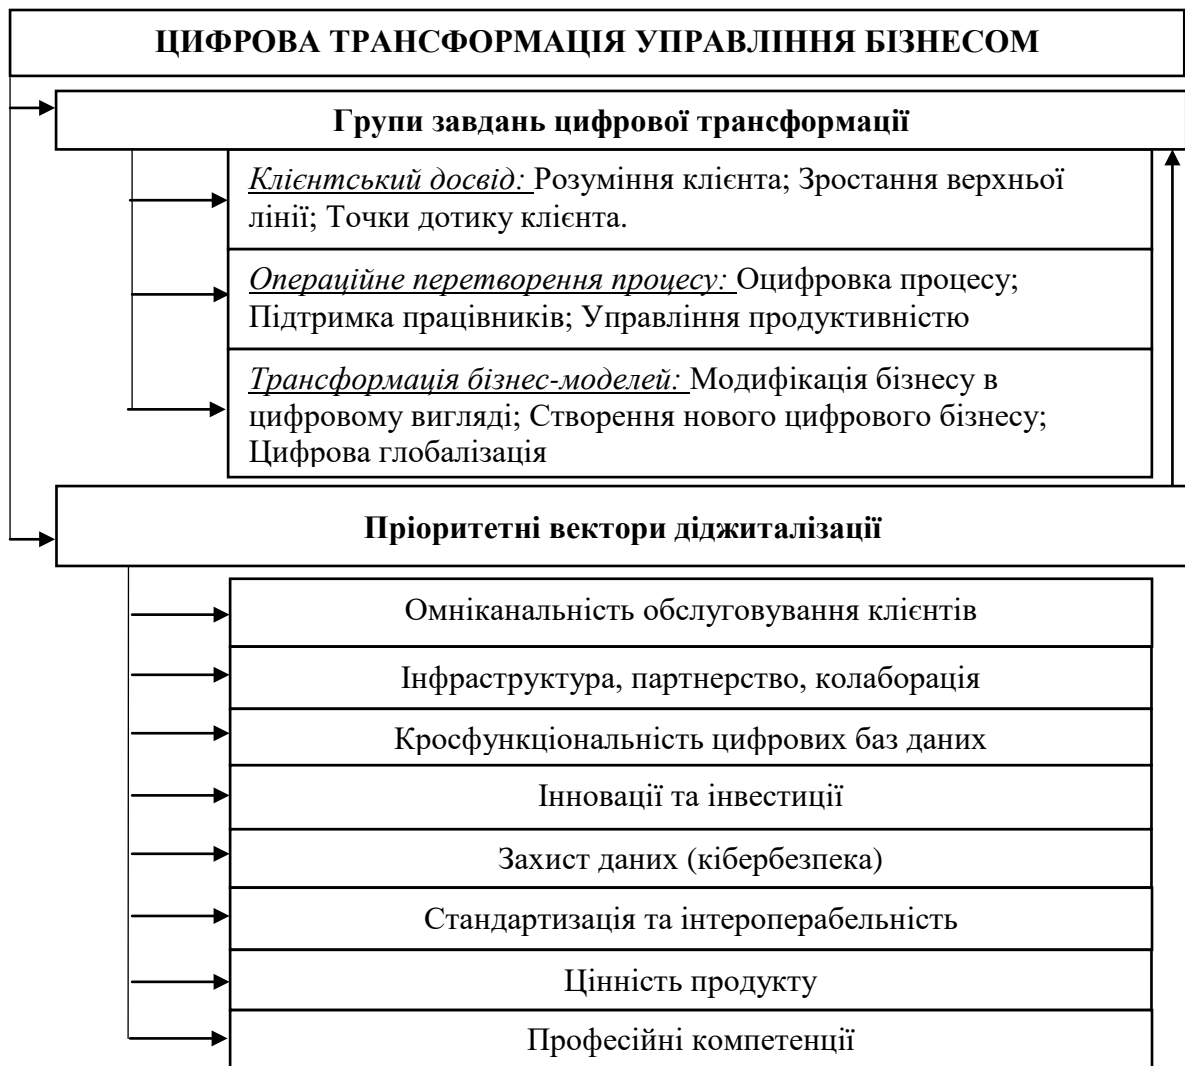 ЦИФРОВА ТРАНСФОРМАЦІЯ УПРАВЛІННЯ БІЗНЕСОМ
Групи завдань цифрової трансформації
Клієнтський досвід: Розуміння клієнта; Зростання верхньої
лінії; Точки дотику клієнта.
Операційне перетворення процесу: Оцифровка процесу;
Підтримка працівників; Управління продуктивністю
Трансформація бізнес-моделей: Модифікація бізнесу в
цифровому вигляді; Створення нового цифрового бізнесу;
Цифрова глобалізація
Пріоритетні вектори діджиталізації
Омніканальність обслуговування клієнтів
Інфраструктура, партнерство, колаборація
Кросфункціональність цифрових баз даних
Інновації та інвестиції
Захист даних (кібербезпека)
Стандартизація та інтероперабельність
Цінність продукту
Професійні компетенції